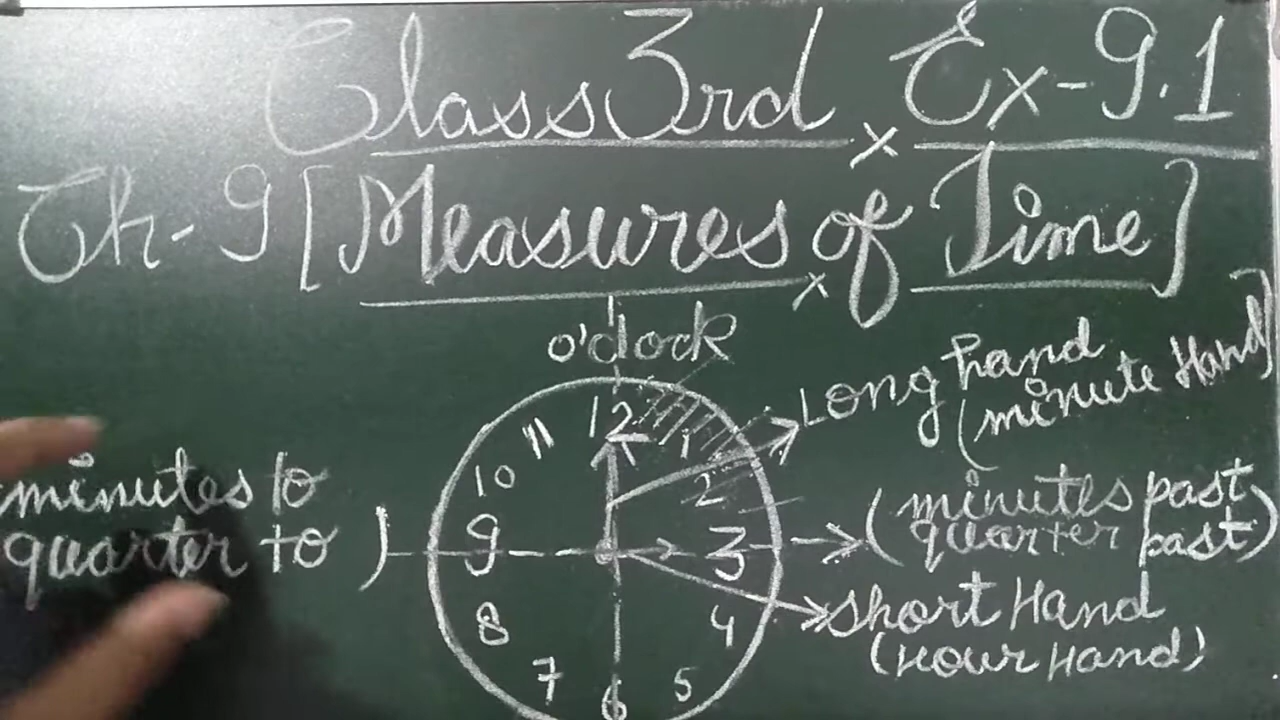 Class 3rd Ex-9.1
Ch-9 [Measures of Time]
o'clock
Long hand
(minute Hand)
12
11
1
10
2
minutes to
quarter to )
9
3
(minutes past
quarter past)
8
4
Short Hand
(Hour Hand)
7
5
6